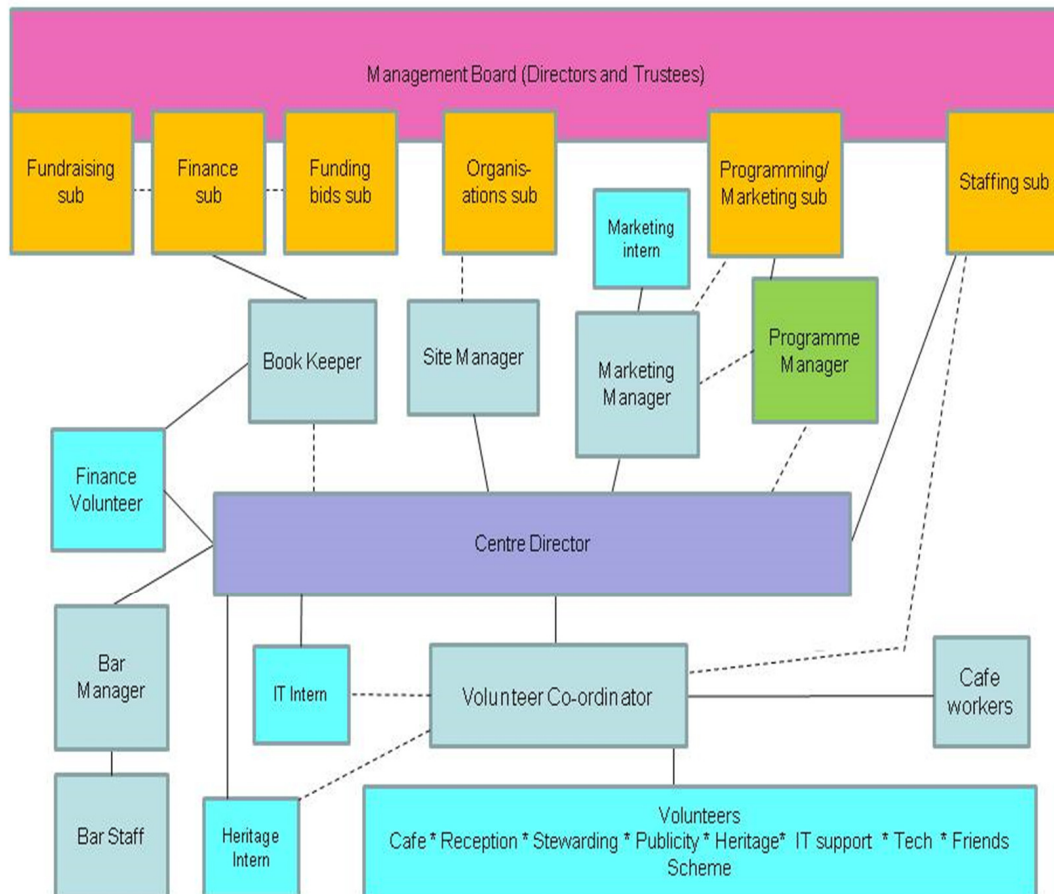 Management Board (Directors and Trustees)
Fundraising
sub
Finance
sub
Funding
bids sub
Organis-
ations sub
Programming/
Marketing sub
Staffing sub
Marketing
intern
Book Keeper
Site Manager
Marketing
Manager
Programme
Manager
Finance
Volunteer
Centre Director
Bar
Manager
IT Intern
Volunteer Co-ordinator
Cafe
workers
Bar Staff
Heritage
Intern
Volunteers
Cafe * Reception * Stewarding * Publicity * Heritage* IT support * Tech * Friends
Scheme